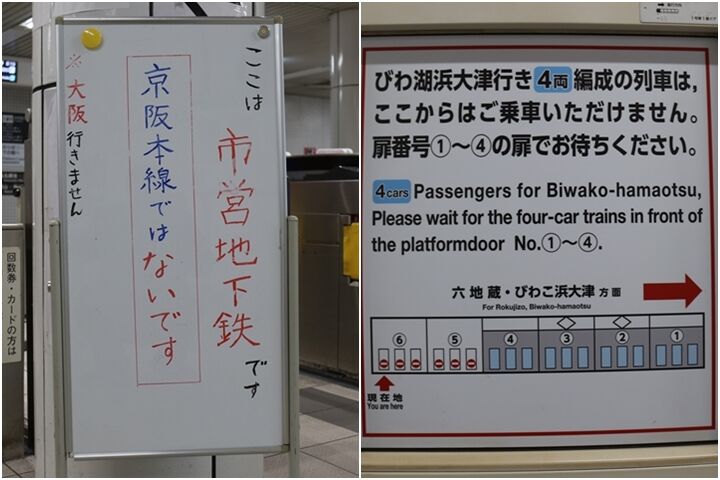 ここは
市営地下鉄です
京阪本線ではないです
※大阪行きません
回数券・カードの方は
びわ湖浜大津行き 4両 編成の列車は,
ここからはご乗車いただけません。
扉番号①〜④の扉でお待ちください。
4cars Passengers for Biwako-hamaotsu,
Please wait for the four-car trains in front of
the platformdoor No.①〜④.
六地蔵・びわこ浜大津 方面
For Rokujizo, Biwako-hamaotsu
⑥ ⑤ ④ ③ ② ①
現在地
You are here